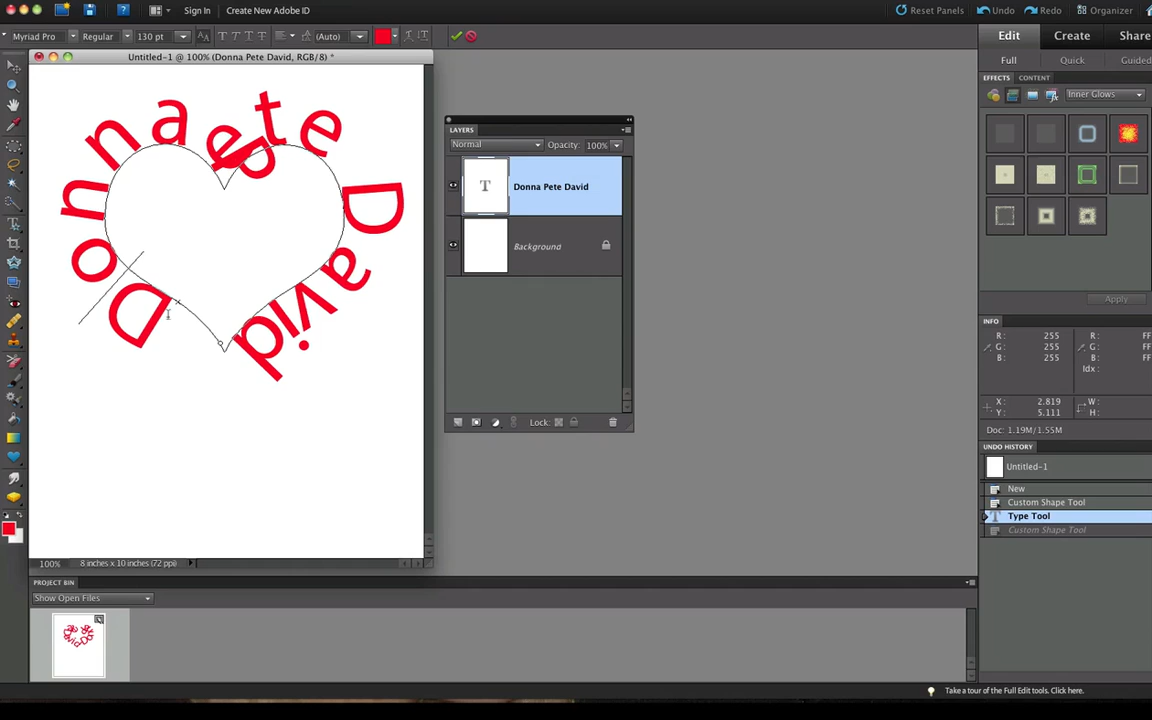 Sign In
Create New Adobe ID
Reset Panels
Undo
Redo
Organizer
Myriad Pro
Regular
130 pt
(Auto)
Edit
Create
Share
Full
Quick
Guided
Untitled-1 @ 100% (Donna Pete David, RGB/8) *
Donna Pete David
EFFECTS
CONTENT
Inner Glows
Apply
LAYERS
Normal
Opacity: 100%
T
Donna Pete David
Background
Lock:
INFO
R: 255
G: 255
B: 255
R: FF
G: FF
B: FF
Idx:
X: 2.819
Y: 5.111
W:
H:
Doc: 1.19M/1.55M
UNDO HISTORY
Untitled-1
New
Custom Shape Tool
Type Tool
Custom Shape Tool
100%
8 inches x 10 inches (72 ppi)
PROJECT BIN
Show Open Files
Take a tour of the Full Edit tools. Click here.